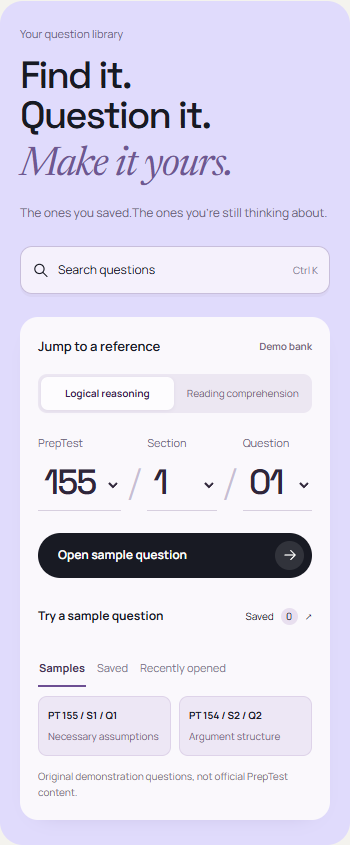 Your question library
Find it.
Question it.
Make it yours.
The ones you saved.The ones you're still thinking about.
Search questions Ctrl K
Jump to a reference Demo bank
Logical reasoning Reading comprehension
PrepTest Section Question
155 / 1 / 01
Open sample question →
Try a sample question Saved 0 ↗
Samples Saved Recently opened
PT 155 / S1 / Q1 PT 154 / S2 / Q2
Necessary assumptions Argument structure
Original demonstration questions, not official PrepTest
content.